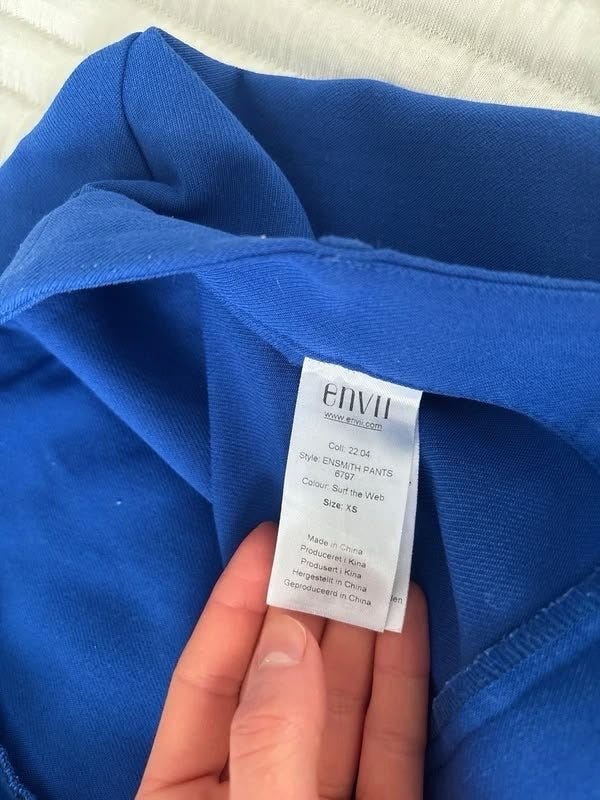 envii
www.envii.com
Coll: 22.04
Style: ENSMITH PANTS
6797
Colour: Surf the Web
Size: XS
Made in China
Produceret i Kina
Produsert i Kina
Hergestellt in China
Geproduceerd in China